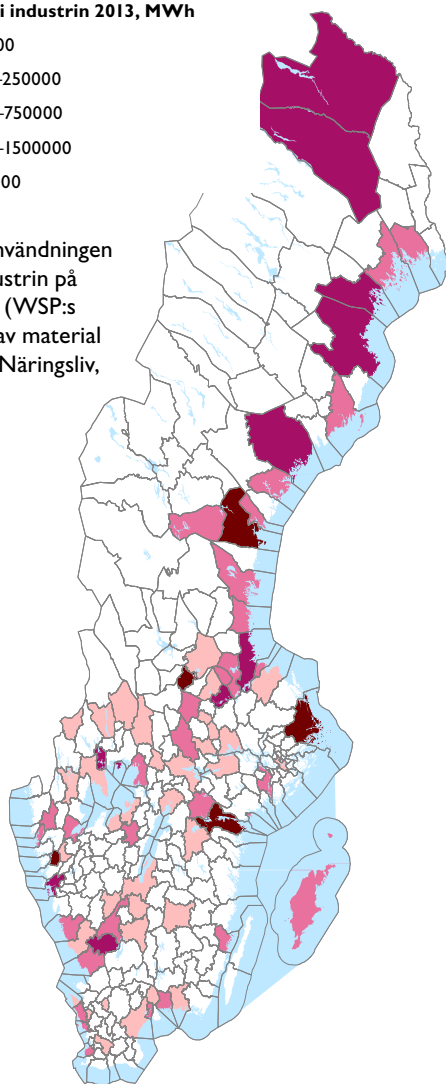 i industrin 2013, MWh
00
-250000
-750000
-1500000
000
nvändningen
ustrin på
(WSP:s
av material
Näringsliv,